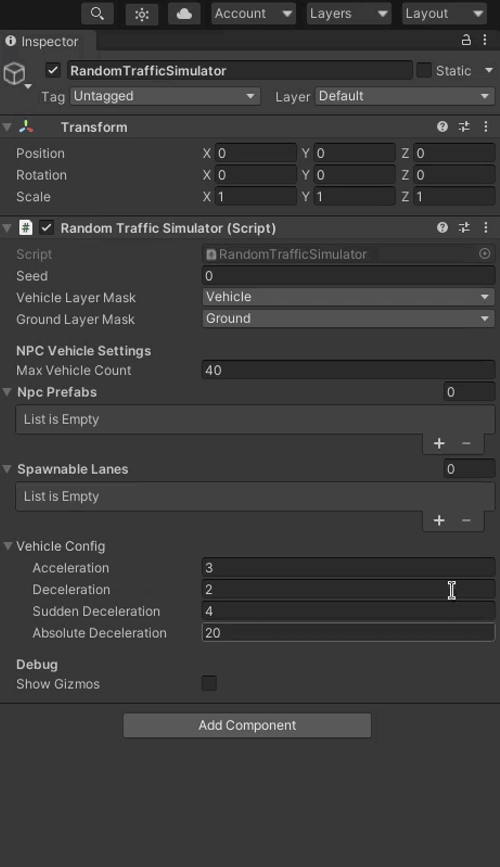 Account Layers Layout
Inspector
RandomTrafficSimulator Static
Tag Untagged Layer Default
Transform
Position X 0 Y 0 Z 0
Rotation X 0 Y 0 Z 0
Scale X 1 Y 1 Z 1
# Random Traffic Simulator (Script)
Script RandomTrafficSimulator
Seed 0
Vehicle Layer Mask Vehicle
Ground Layer Mask Ground
NPC Vehicle Settings
Max Vehicle Count 40
Npc Prefabs 0
List is Empty
+ −
Spawnable Lanes 0
List is Empty
+ −
Vehicle Config
Acceleration 3
Deceleration 2
Sudden Deceleration 4
Absolute Deceleration 20
Debug
Show Gizmos
Add Component